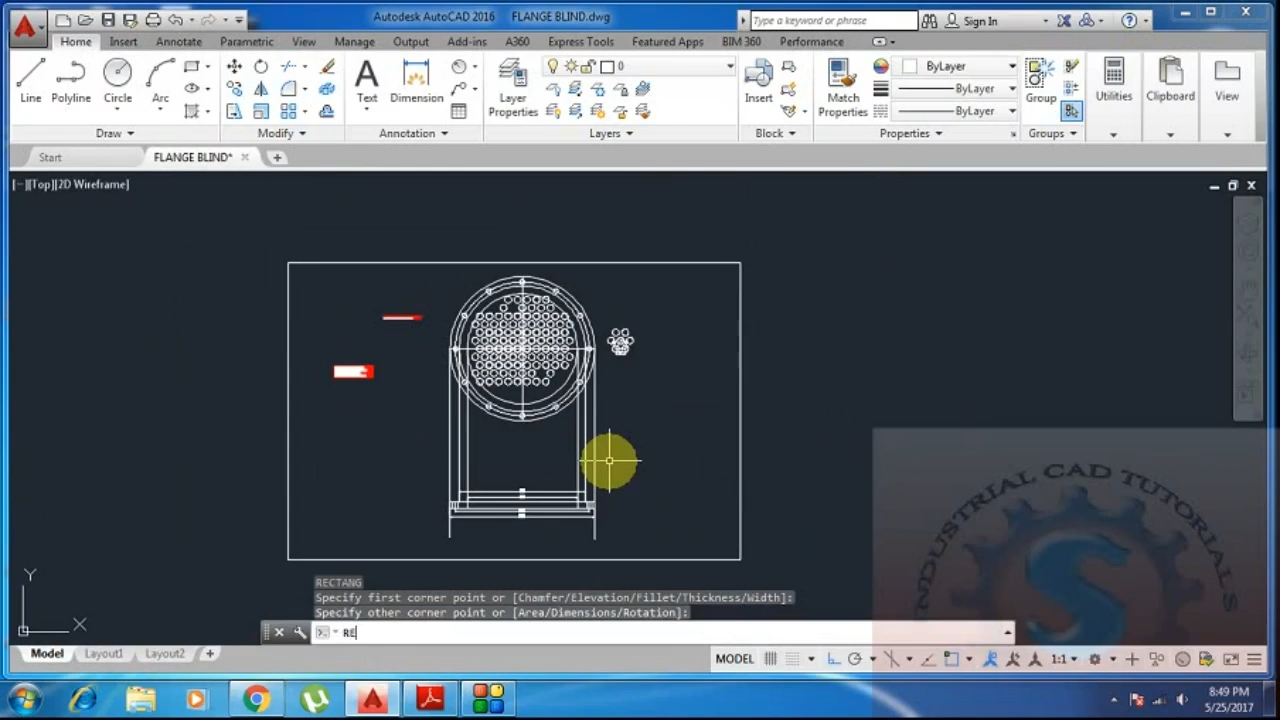 Autodesk AutoCAD 2016 FLANGE BLIND.dwg
Type a keyword or phrase
Sign In
Home Insert Annotate Parametric View Manage Output Add-ins A360 Express Tools Featured Apps BIM 360 Performance
Line Polyline Circle Arc
Text Dimension
Layer Properties
0
Insert
Match Properties
ByLayer
ByLayer
ByLayer
Group
Utilities
Clipboard
View
Draw Modify Annotation Layers Block Properties Groups
Start FLANGE BLIND*
[−][Top][2D Wireframe]
INDUSTRIAL CAD TUTORIALS
S
Y
X
RECTANG
Specify first corner point or [Chamfer/Elevation/Fillet/Thickness/Width]:
Specify other corner point or [Area/Dimensions/Rotation]:
RE
Model Layout1 Layout2
MODEL
1:1
8:49 PM
5/25/2017